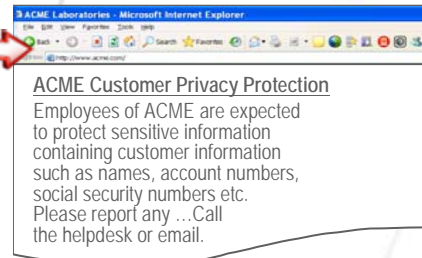 ACME Laboratories - Microsoft Internet Explorer
File Edit View Favorites Tools Help
Back Search Favorites
http://www.acme.com/
ACME Customer Privacy Protection
Employees of ACME are expected
to protect sensitive information
containing customer information
such as names, account numbers,
social security numbers etc.
Please report any …Call
the helpdesk or email.